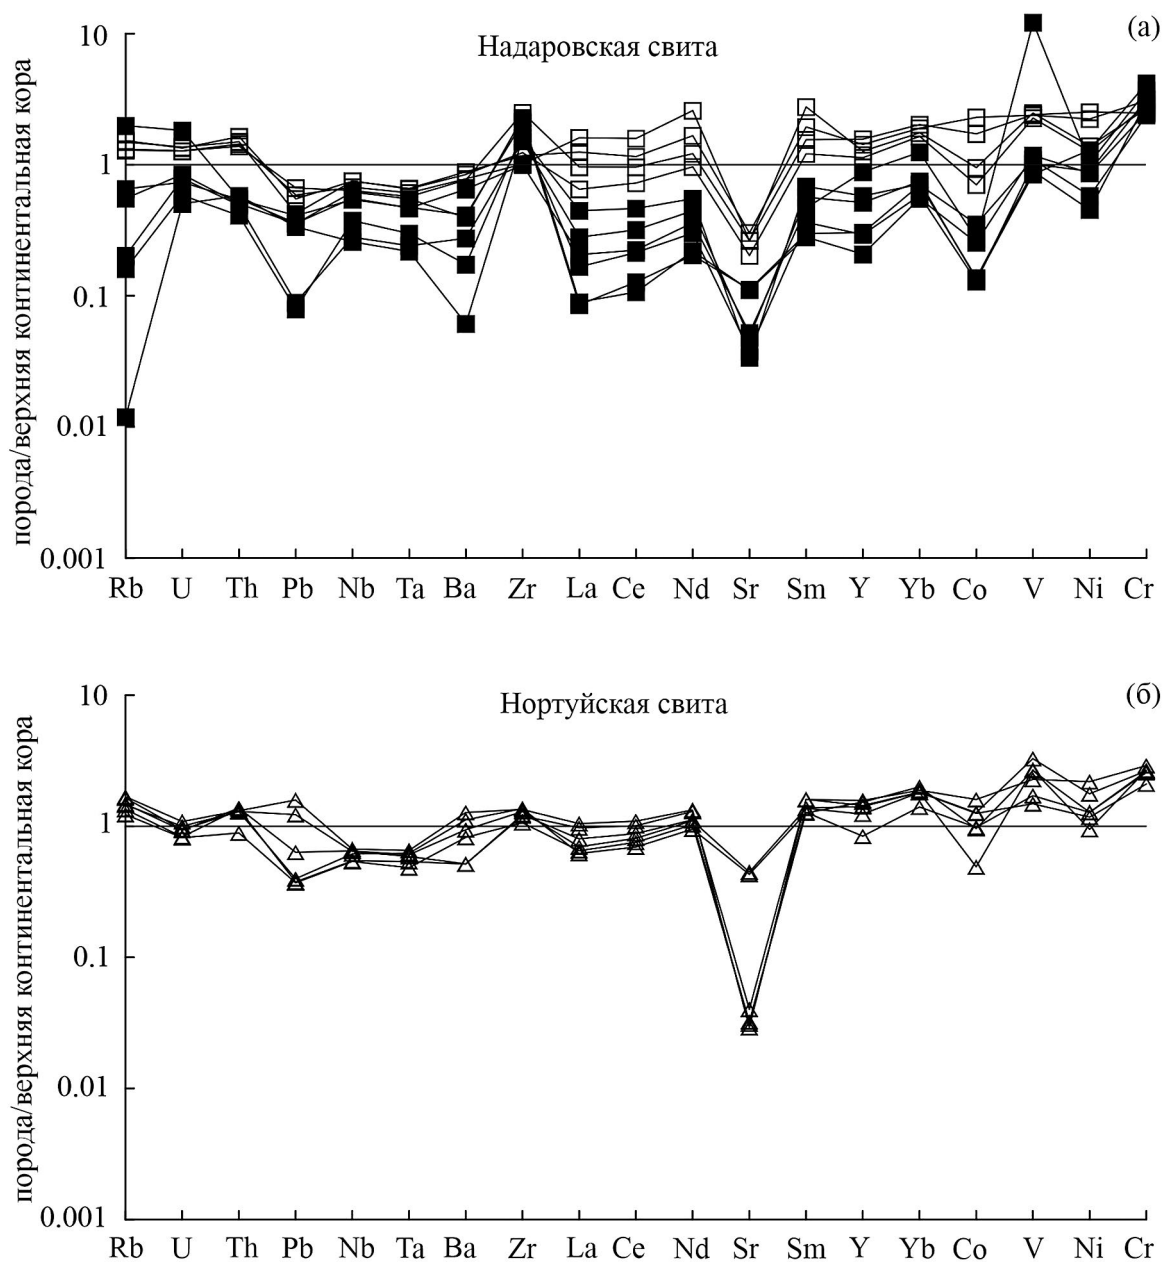 (а)
Надаровская свита
порода/верхняя континентальная кора
10
1
0.1
0.01
0.001
Rb U Th Pb Nb Ta Ba Zr La Ce Nd Sr Sm Y Yb Co V Ni Cr
(б)
Нортуйская свита
порода/верхняя континентальная кора
10
1
0.1
0.01
0.001
Rb U Th Pb Nb Ta Ba Zr La Ce Nd Sr Sm Y Yb Co V Ni Cr